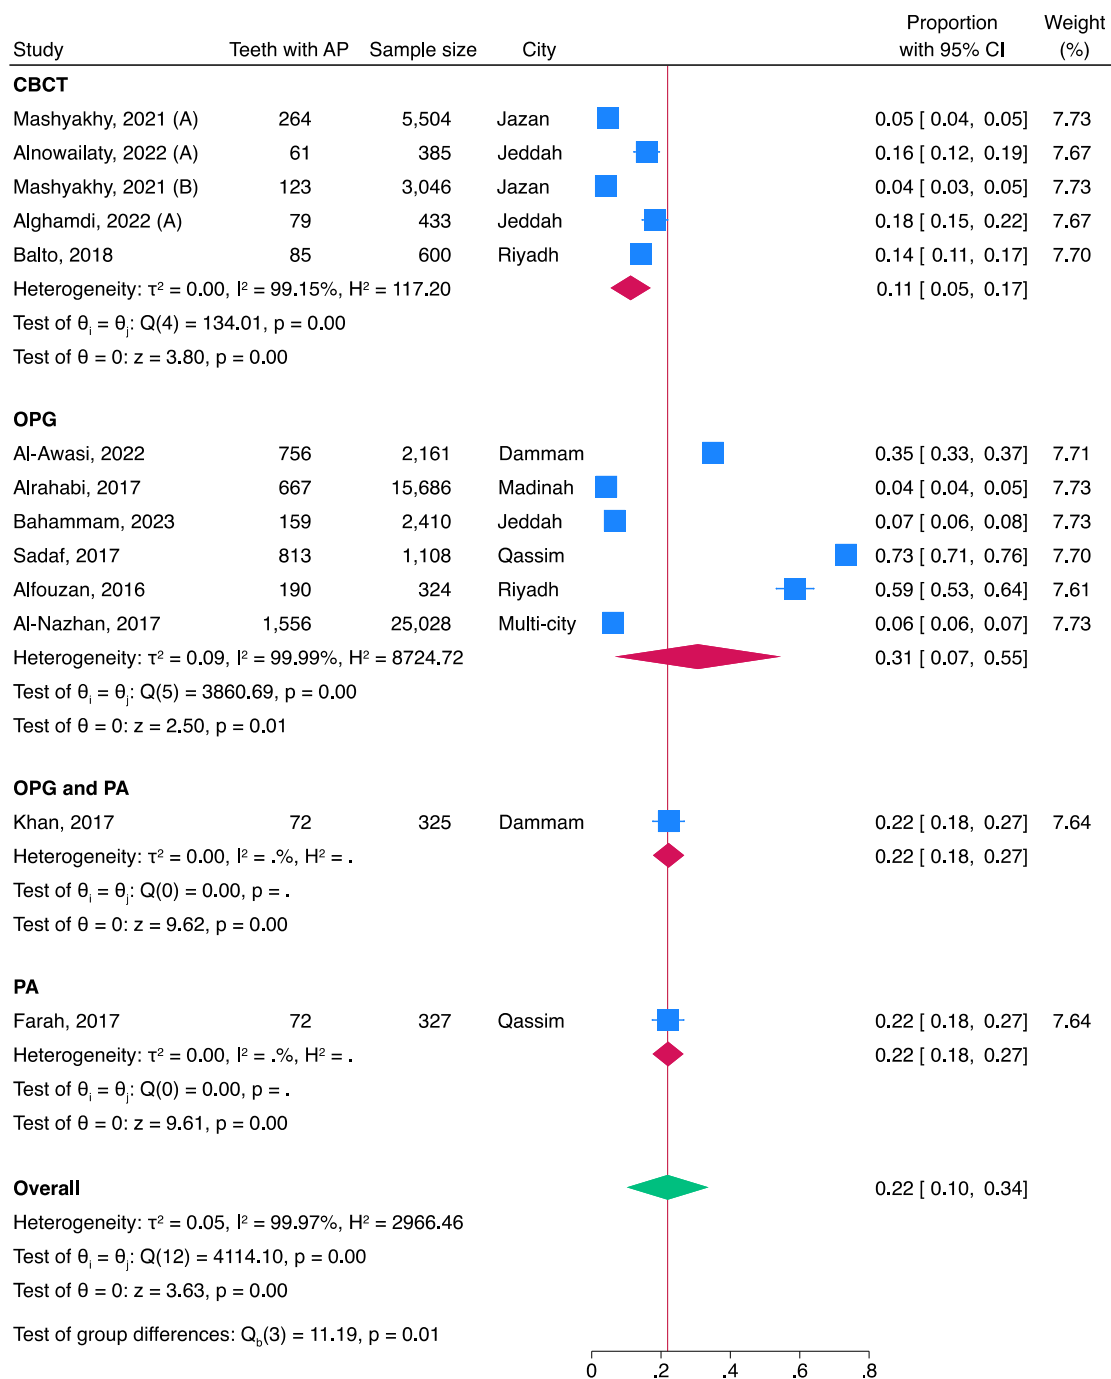 Study Teeth with AP Sample size City Proportion with 95% CI Weight (%)
CBCT
Mashyakhy, 2021 (A) 264 5,504 Jazan 0.05 [ 0.04, 0.05] 7.73
Alnowailaty, 2022 (A) 61 385 Jeddah 0.16 [ 0.12, 0.19] 7.67
Mashyakhy, 2021 (B) 123 3,046 Jazan 0.04 [ 0.03, 0.05] 7.73
Alghamdi, 2022 (A) 79 433 Jeddah 0.18 [ 0.15, 0.22] 7.67
Balto, 2018 85 600 Riyadh 0.14 [ 0.11, 0.17] 7.70
Heterogeneity: τ² = 0.00, I² = 99.15%, H² = 117.20 0.11 [ 0.05, 0.17]
Test of θᵢ = θⱼ: Q(4) = 134.01, p = 0.00
Test of θ = 0: z = 3.80, p = 0.00
OPG
Al-Awasi, 2022 756 2,161 Dammam 0.35 [ 0.33, 0.37] 7.71
Alrahabi, 2017 667 15,686 Madinah 0.04 [ 0.04, 0.05] 7.73
Bahammam, 2023 159 2,410 Jeddah 0.07 [ 0.06, 0.08] 7.73
Sadaf, 2017 813 1,108 Qassim 0.73 [ 0.71, 0.76] 7.70
Alfouzan, 2016 190 324 Riyadh 0.59 [ 0.53, 0.64] 7.61
Al-Nazhan, 2017 1,556 25,028 Multi-city 0.06 [ 0.06, 0.07] 7.73
Heterogeneity: τ² = 0.09, I² = 99.99%, H² = 8724.72 0.31 [ 0.07, 0.55]
Test of θᵢ = θⱼ: Q(5) = 3860.69, p = 0.00
Test of θ = 0: z = 2.50, p = 0.01
OPG and PA
Khan, 2017 72 325 Dammam 0.22 [ 0.18, 0.27] 7.64
Heterogeneity: τ² = 0.00, I² = .%, H² = . 0.22 [ 0.18, 0.27]
Test of θᵢ = θⱼ: Q(0) = 0.00, p = .
Test of θ = 0: z = 9.62, p = 0.00
PA
Farah, 2017 72 327 Qassim 0.22 [ 0.18, 0.27] 7.64
Heterogeneity: τ² = 0.00, I² = .%, H² = . 0.22 [ 0.18, 0.27]
Test of θᵢ = θⱼ: Q(0) = 0.00, p = .
Test of θ = 0: z = 9.61, p = 0.00
Overall 0.22 [ 0.10, 0.34]
Heterogeneity: τ² = 0.05, I² = 99.97%, H² = 2966.46
Test of θᵢ = θⱼ: Q(12) = 4114.10, p = 0.00
Test of θ = 0: z = 3.63, p = 0.00
Test of group differences: Q_b(3) = 11.19, p = 0.01
0 .2 .4 .6 .8